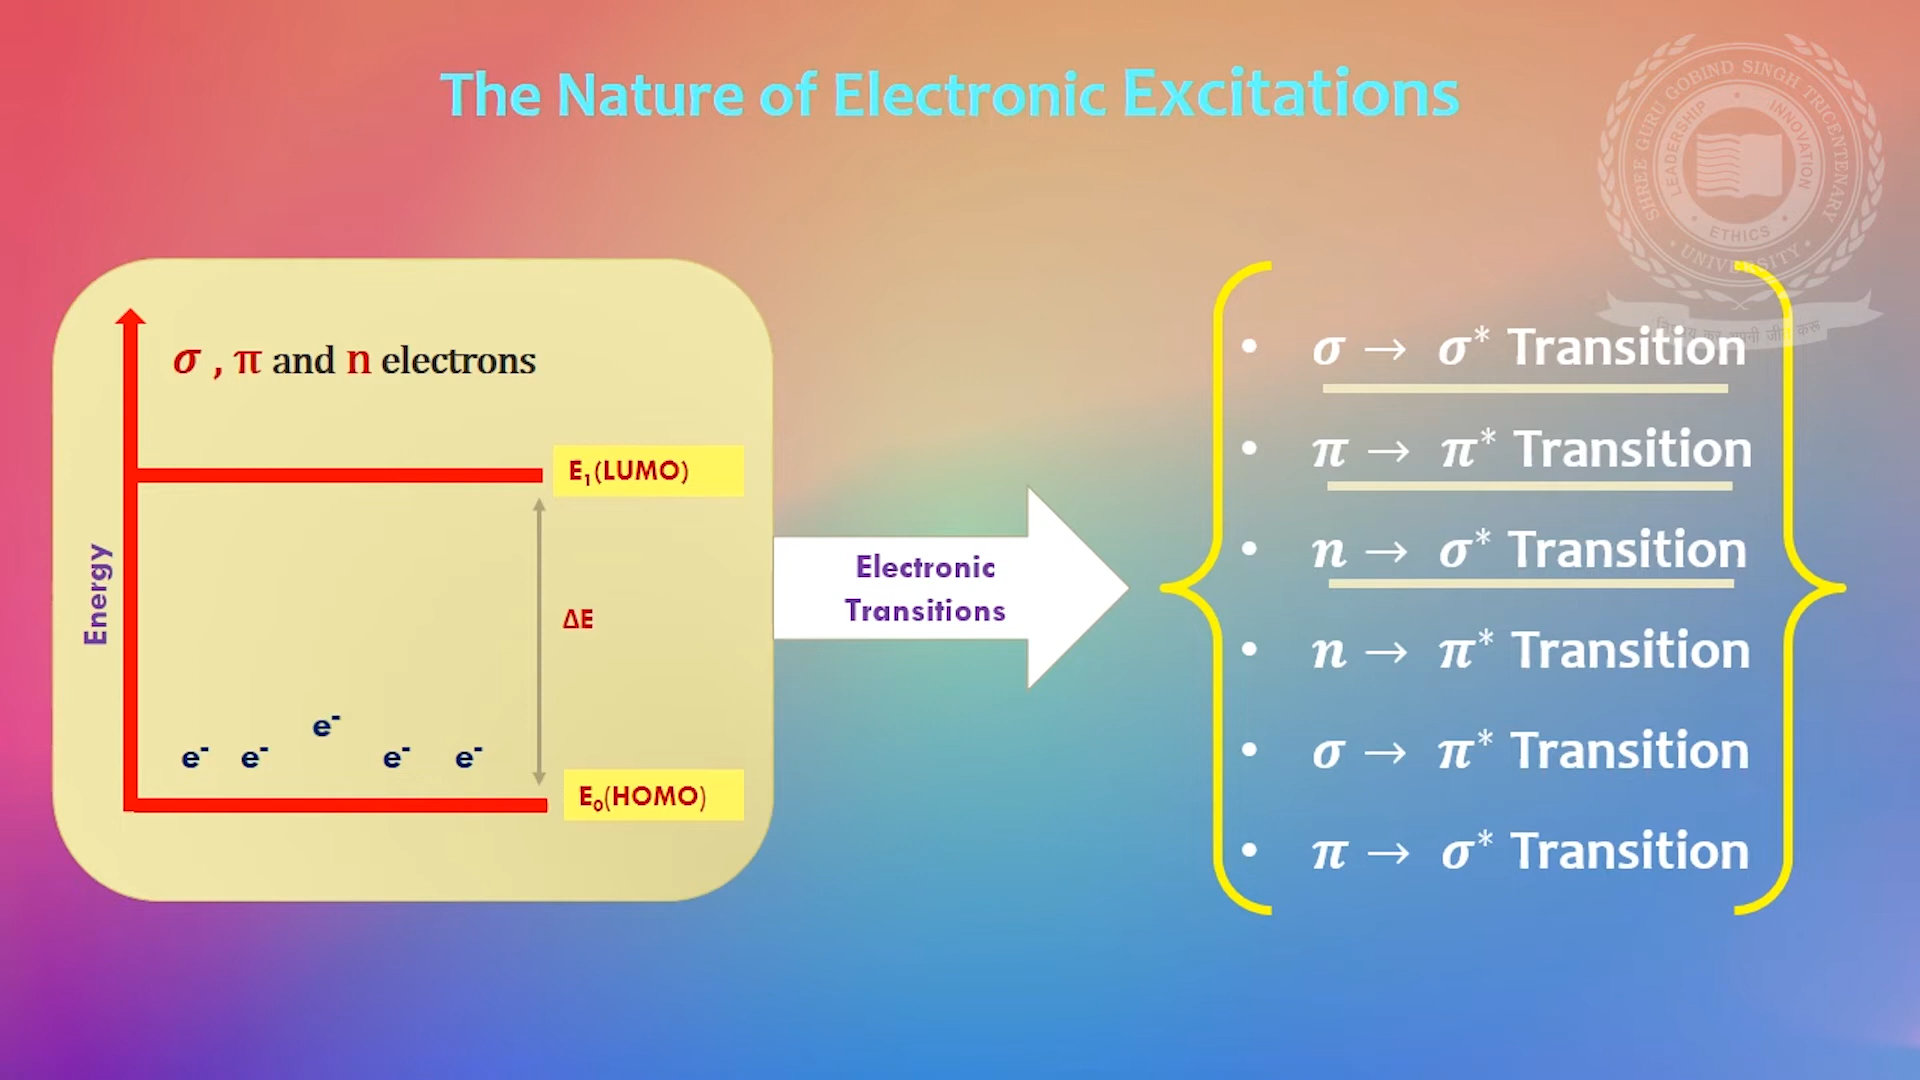 The Nature of Electronic Excitations
SHREE GURU GOBIND SINGH TRICENTENARY
UNIVERSITY
LEADERSHIP
INNOVATION
ETHICS
σ , π and n electrons
E₁(LUMO)
Energy
ΔE
e⁻ e⁻ e⁻ e⁻ e⁻
E₀(HOMO)
Electronic
Transitions
• σ → σ* Transition
• π → π* Transition
• n → σ* Transition
• n → π* Transition
• σ → π* Transition
• π → σ* Transition